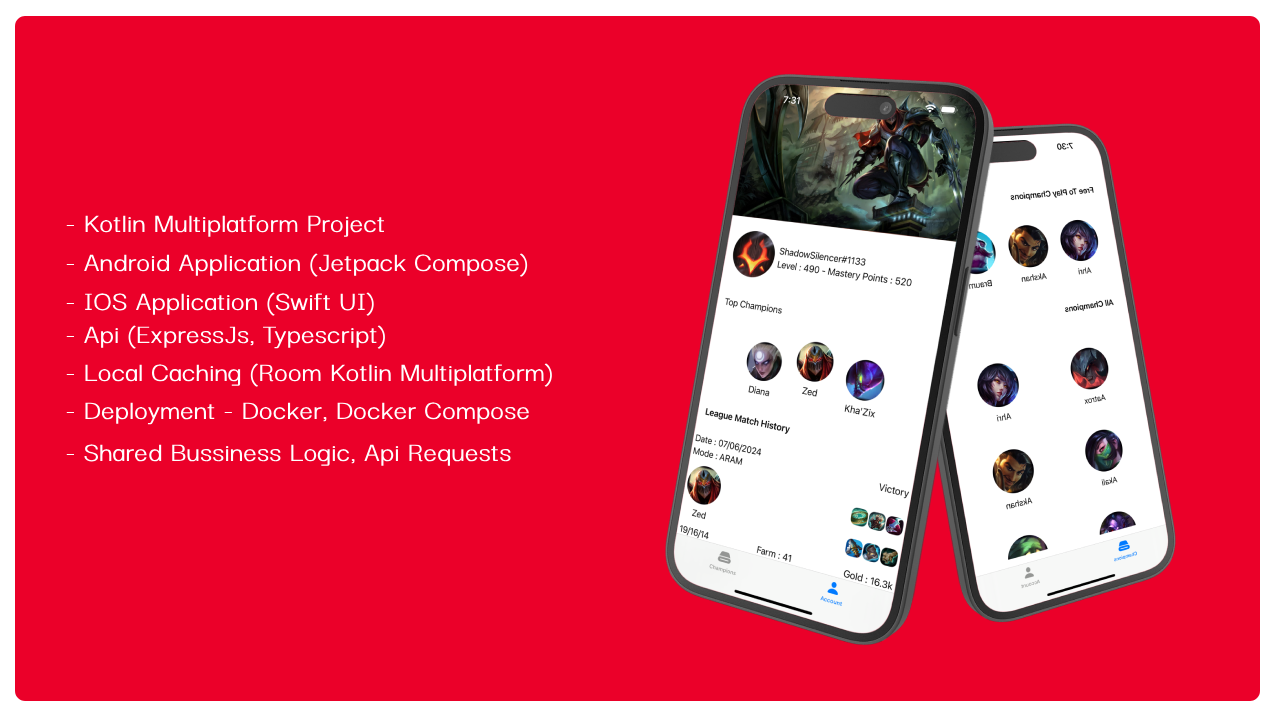 - Kotlin Multiplatform Project
- Android Application (Jetpack Compose)
- IOS Application (Swift UI)
- Api (ExpressJs, Typescript)
- Local Caching (Room Kotlin Multiplatform)
- Deployment - Docker, Docker Compose
- Shared Bussiness Logic, Api Requests
7:31
ShadowSilencer#1133
Level : 490 - Mastery Points : 520
Top Champions
Diana
Zed
Kha'Zix
League Match History
Date : 07/06/2024
Mode : ARAM
Victory
Zed
19/16/14
Farm : 41
Gold : 16.3k
Champions
Account
7:30
Free To Play Champions
Ahri
Akshan
Braum
All Champions
Aatrox
Ahri
Akali
Akshan
Champions
Account